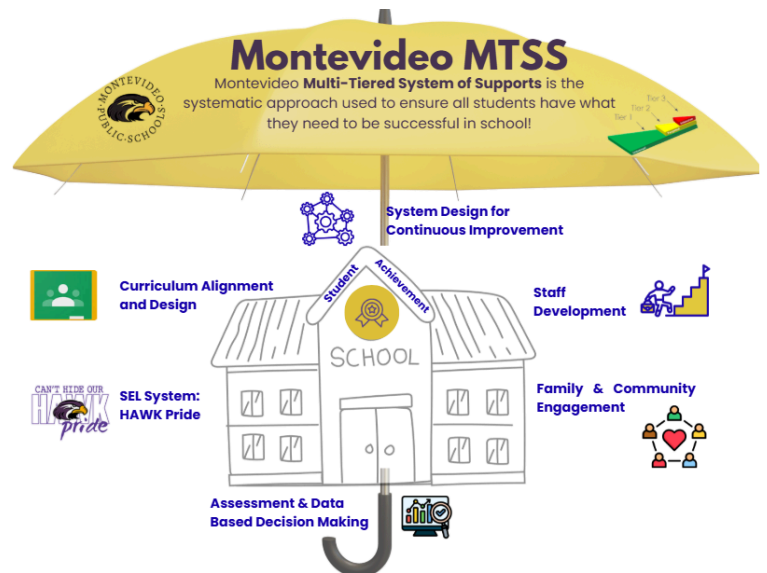 Montevideo MTSS
Montevideo Multi-Tiered System of Supports is the
systematic approach used to ensure all students have what
they need to be successful in school!
MONTEVIDEO
PUBLIC SCHOOLS
Tier 3
Tier 2
Tier 1
System Design for
Continuous Improvement
Curriculum Alignment
and Design
Student
Achievement
Staff
Development
SCHOOL
CAN'T HIDE OUR
HAWK
pride
SEL System:
HAWK Pride
Family & Community
Engagement
Assessment & Data
Based Decision Making